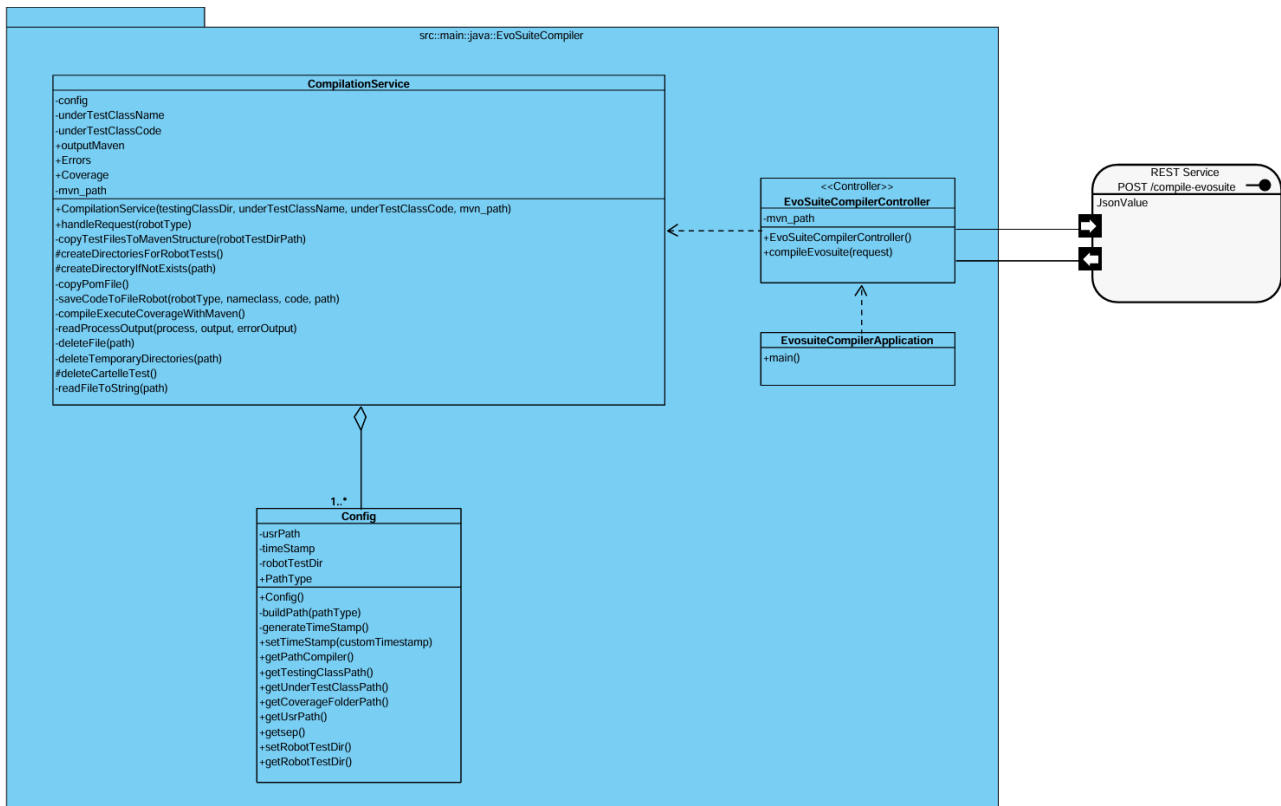 src::main::java::EvoSuiteCompiler
CompilationService
-config
-underTestClassName
-underTestClassCode
+outputMaven
+Errors
+Coverage
-mvn_path
+CompilationService(testingClassDir, underTestClassName, underTestClassCode, mvn_path)
+handleRequest(robotType)
-copyTestFilesToMavenStructure(robotTestDirPath)
#createDirectoriesForRobotTests()
#createDirectoryIfNotExists(path)
-copyPomFile()
-saveCodeToFileRobot(robotType, nameclass, code, path)
-compileExecuteCoverageWithMaven()
-readProcessOutput(process, output, errorOutput)
-deleteFile(path)
-deleteTemporaryDirectories(path)
#deleteCartelleTest()
-readFileToString(path)
<<Controller>>
EvoSuiteCompilerController
-mvn_path
+EvoSuiteCompilerController()
+compileEvosuite(request)
EvosuiteCompilerApplication
+main()
REST Service
POST /compile-evosuite
JsonValue
1..*
Config
-usrPath
-timeStamp
-robotTestDir
+PathType
+Config()
-buildPath(pathType)
-generateTimeStamp()
+setTimeStamp(customTimestamp)
+getPathCompiler()
+getTestingClassPath()
+getUnderTestClassPath()
+getCoverageFolderPath()
+getUsrPath()
+getsep()
+setRobotTestDir()
+getRobotTestDir()